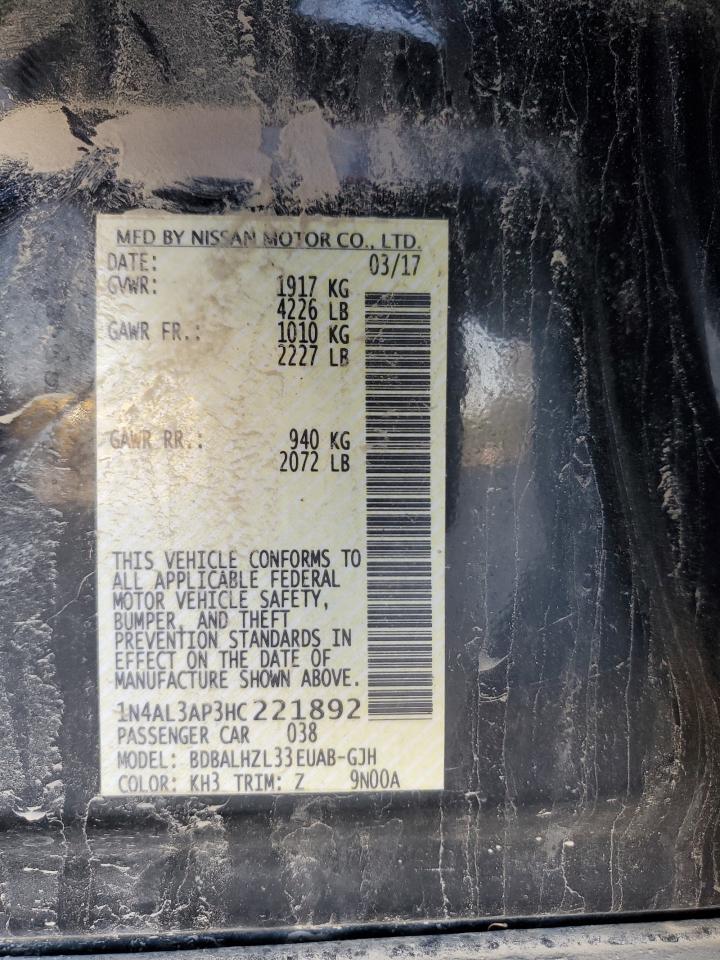 MFD BY NISSAN MOTOR CO., LTD.
DATE: 03/17
GVWR: 1917 KG
4226 LB
GAWR FR.: 1010 KG
2227 LB
GAWR RR.: 940 KG
2072 LB
THIS VEHICLE CONFORMS TO
ALL APPLICABLE FEDERAL
MOTOR VEHICLE SAFETY,
BUMPER, AND THEFT
PREVENTION STANDARDS IN
EFFECT ON THE DATE OF
MANUFACTURE SHOWN ABOVE.
1N4AL3AP3HC221892
PASSENGER CAR 038
MODEL: BDBALHZL33EUAB-GJH
COLOR: KH3 TRIM: Z 9N00A